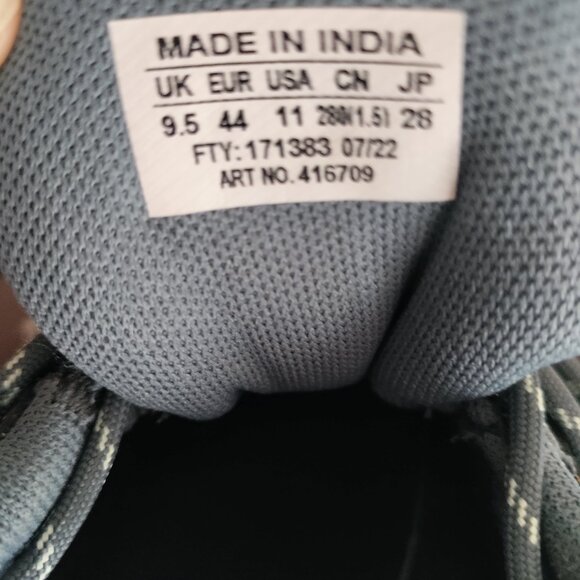 MADE IN INDIA
UK EUR USA CN JP
9.5 44 11 280(1.5) 28
FTY: 171383 07/22
ART NO. 416709